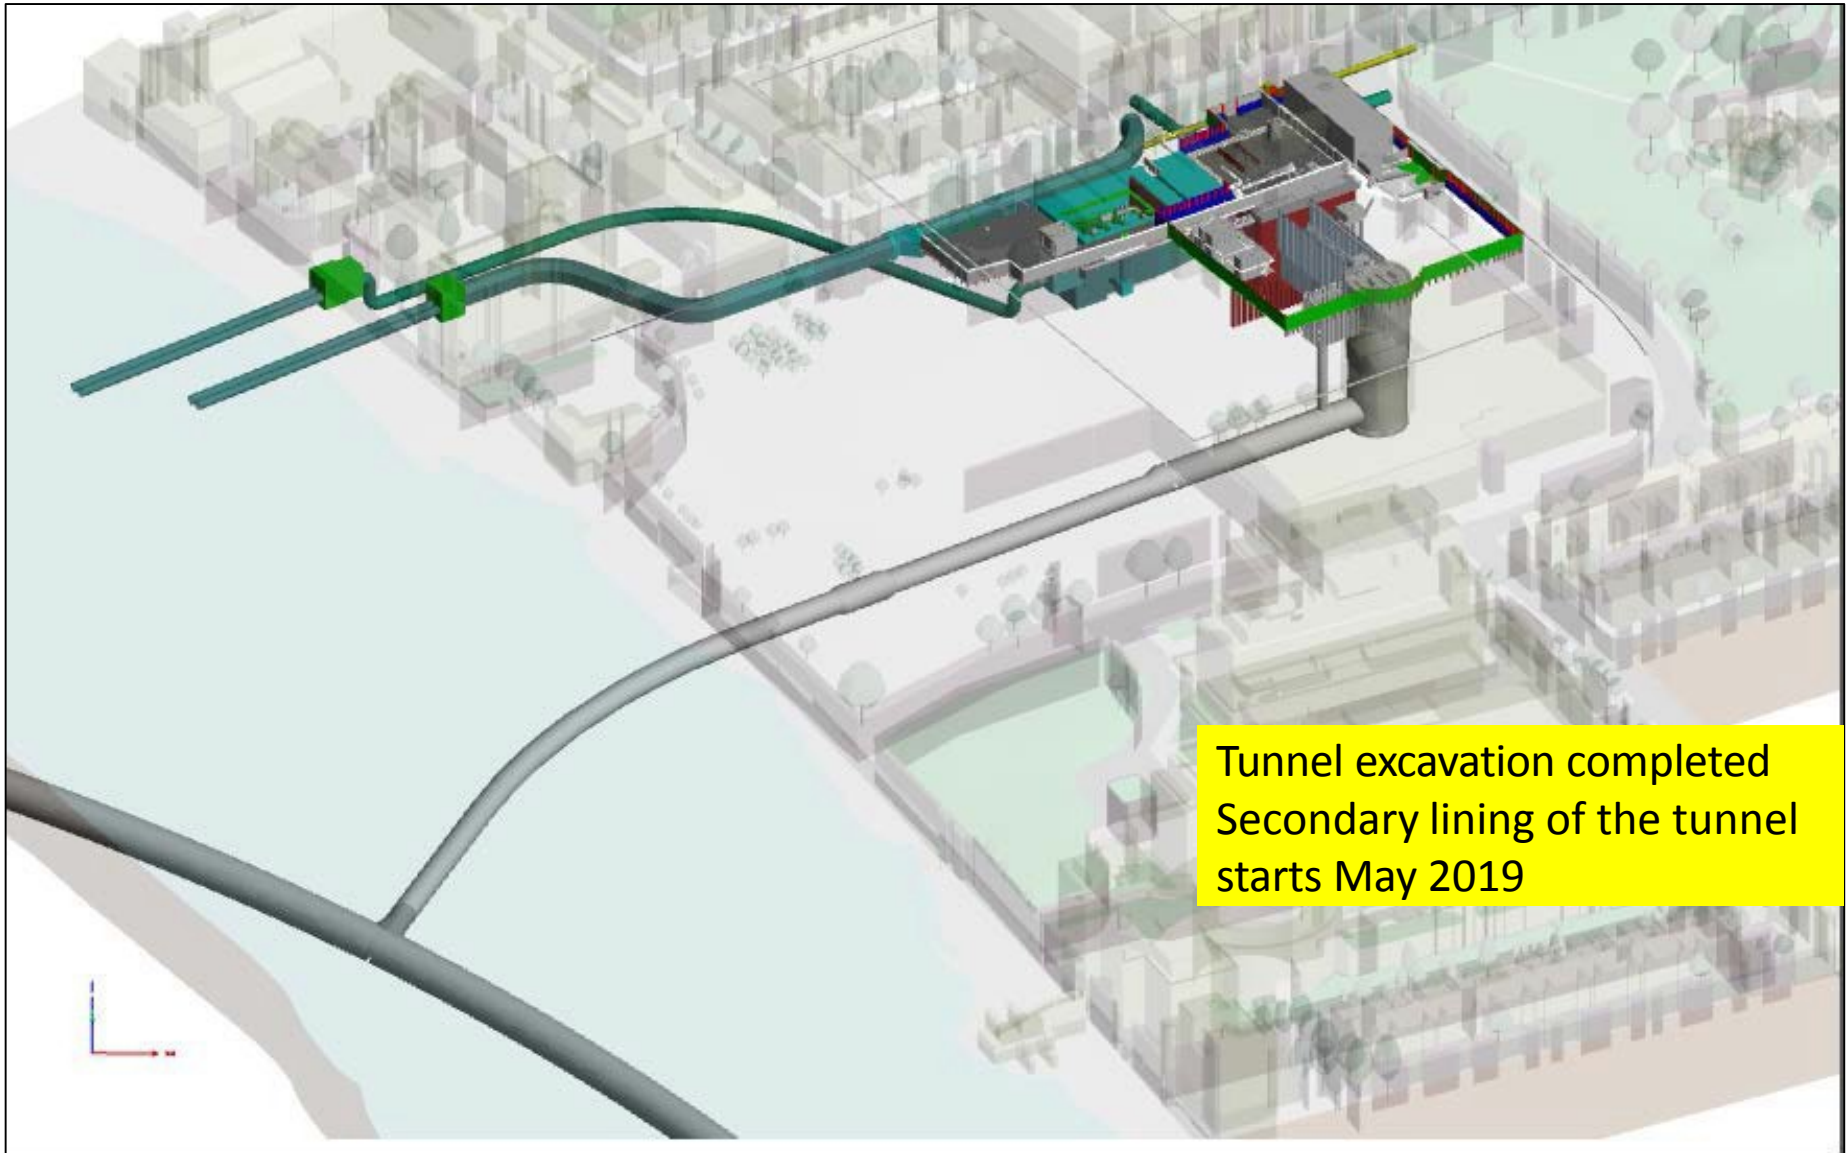 Tunnel excavation completed
Secondary lining of the tunnel
starts May 2019